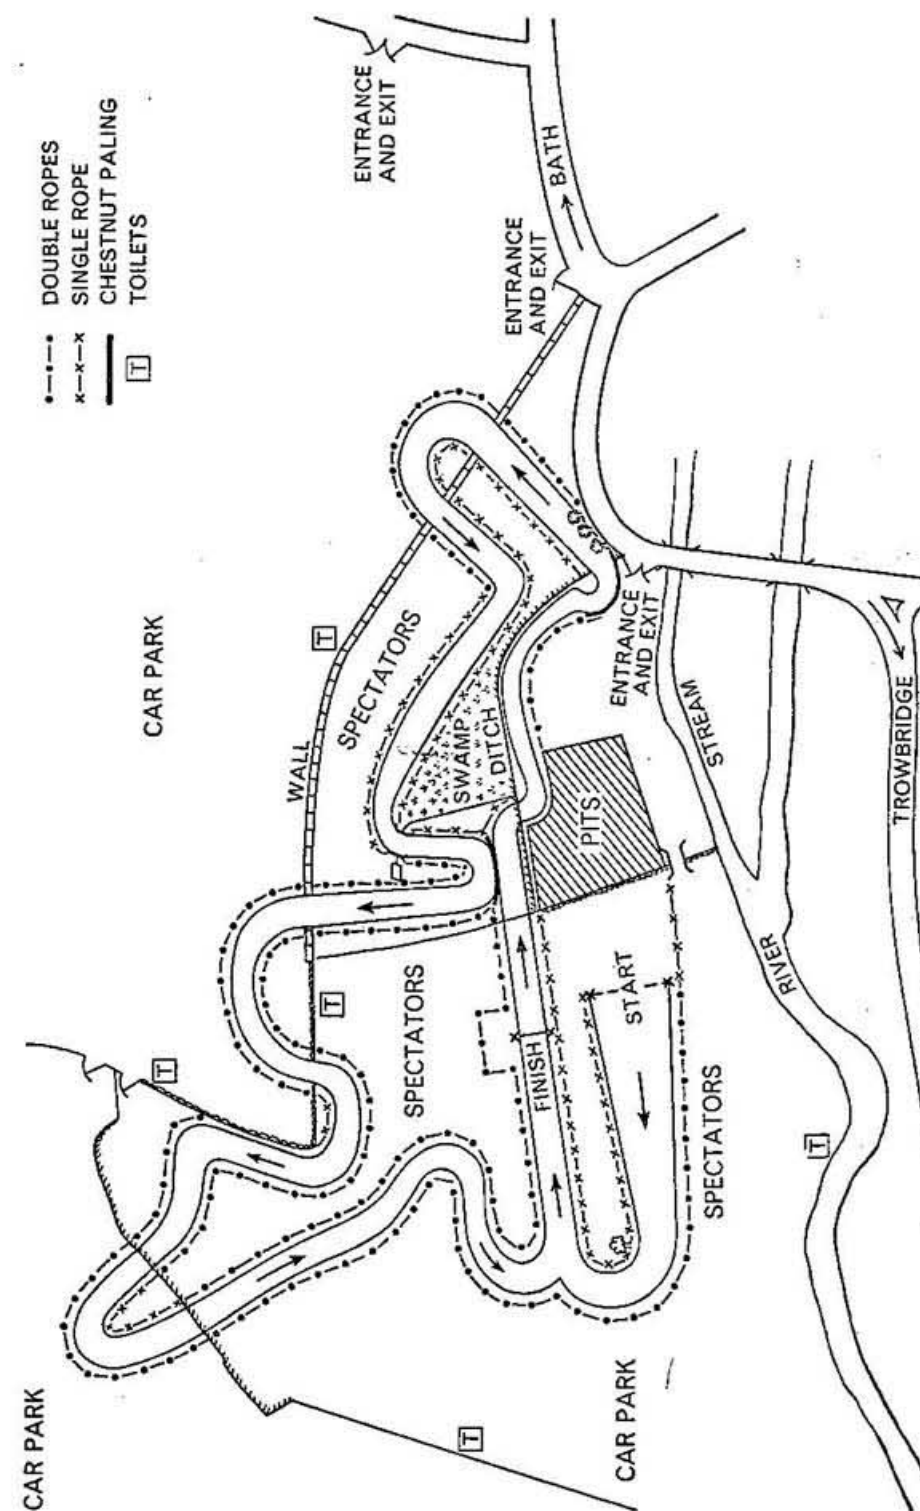 DOUBLE ROPES
SINGLE ROPE
CHESTNUT PALING
TOILETS
T
ENTRANCE
AND EXIT
BATH
ENTRANCE
AND EXIT
CAR PARK
T
WALL
SPECTATORS
SWAMP
DITCH
ENTRANCE
AND EXIT
STREAM
TROWBRIDGE
PITS
T
SPECTATORS
START
RIVER
T
FINISH
SPECTATORS
T
CAR PARK
CAR PARK
T